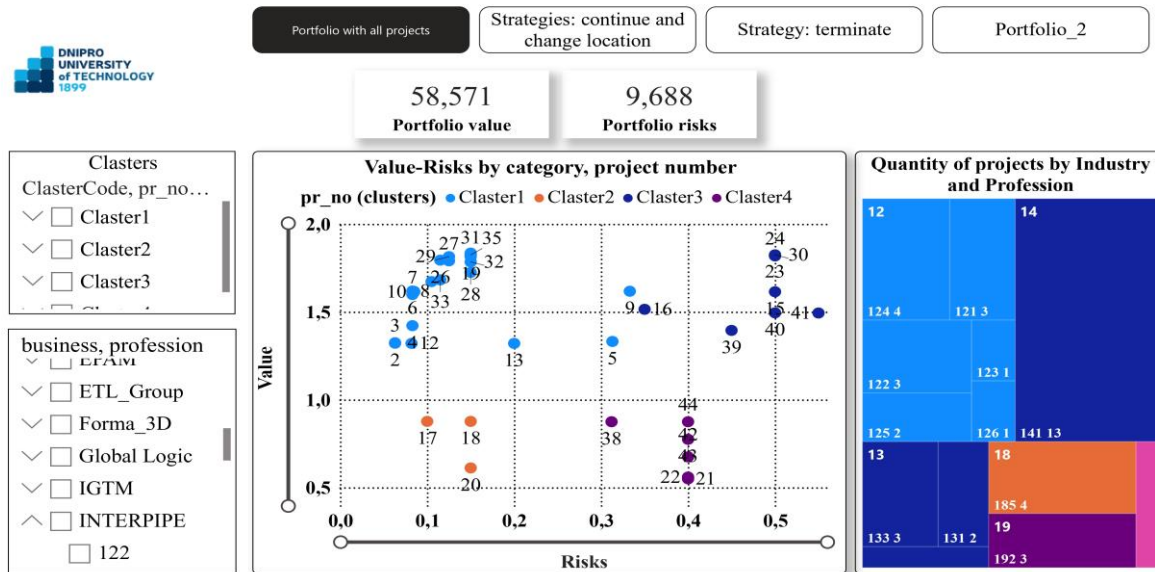 Portfolio with all projects
Strategies: continue and
change location
Strategy: terminate
Portfolio_2
DNIPRO
UNIVERSITY
of TECHNOLOGY
1899
58,571
Portfolio value
9,688
Portfolio risks
Clasters
ClasterCode, pr_no...
Claster1
Claster2
Claster3
business, profession
EPAM
ETL_Group
Forma_3D
Global Logic
IGTM
INTERPIPE
122
Value-Risks by category, project number
pr_no (clusters) Claster1 Claster2 Claster3 Claster4
2,0
1,5
1,0
0,5
Value
31 35
27
29
32
7
26
19
10 8
33
28
6
3
4 12
2
13
9 16
5
24
30
23
15
41
40
39
17
18
20
38
44
42
43
22 21
0,0 0,1 0,2 0,3 0,4 0,5
Risks
Quantity of projects by Industry
and Profession
12
14
124 4
121 3
122 3
123 1
125 2
126 1
141 13
13
18
133 3
131 2
185 4
19
192 3